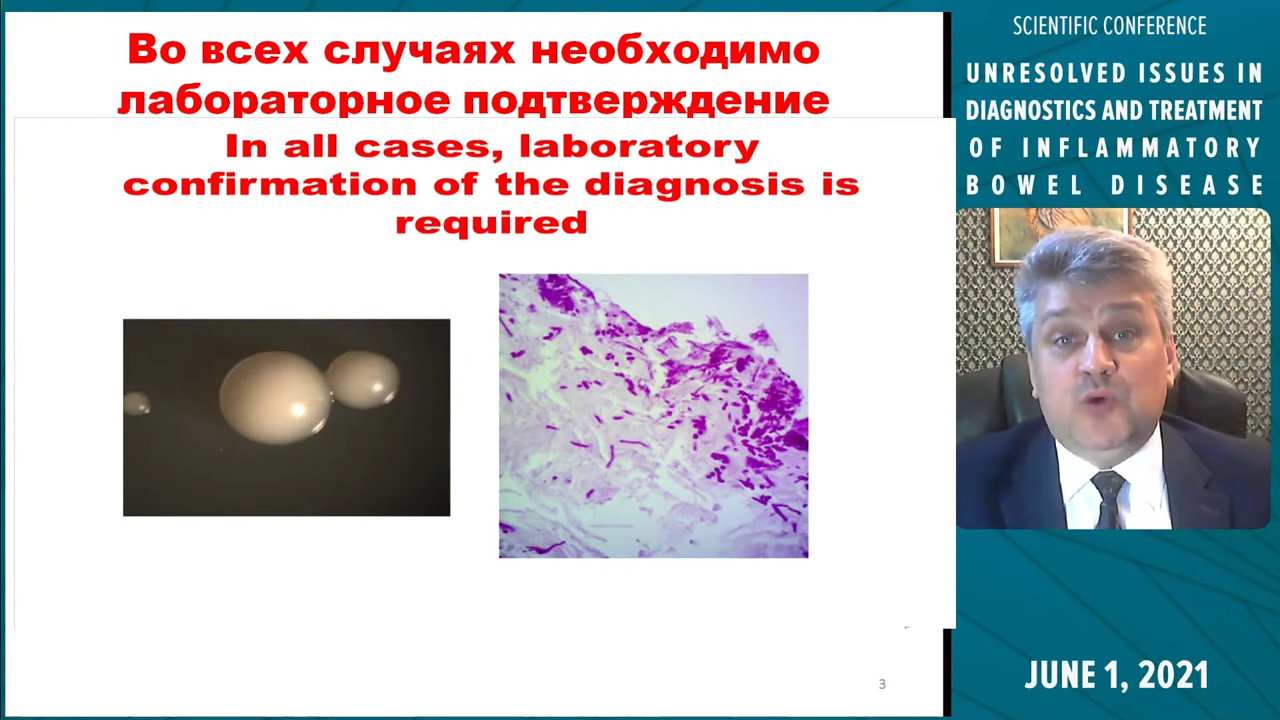 Во всех случаях необходимо
лабораторное подтверждение
In all cases, laboratory
confirmation of the diagnosis is
required
3
SCIENTIFIC CONFERENCE
UNRESOLVED ISSUES IN
DIAGNOSTICS AND TREATMENT
OF INFLAMMATORY
BOWEL DISEASE
JUNE 1, 2021